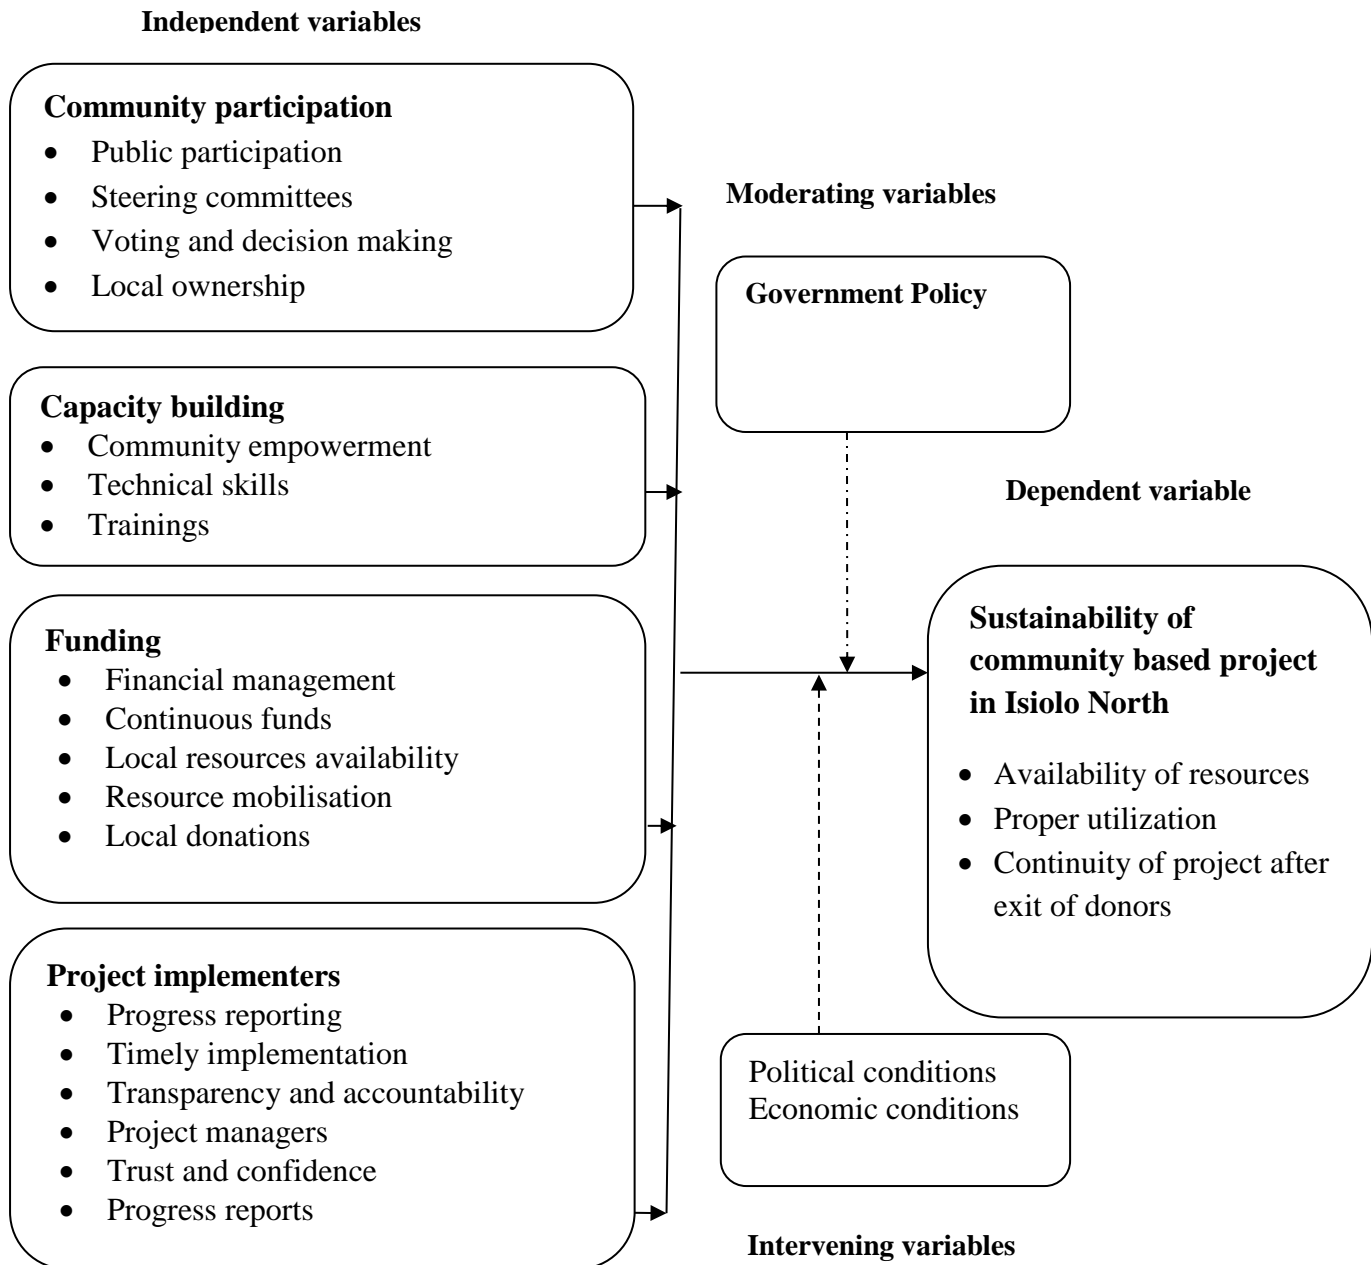 Independent variables
Community participation
• Public participation
• Steering committees
• Voting and decision making
• Local ownership
Capacity building
• Community empowerment
• Technical skills
• Trainings
Funding
• Financial management
• Continuous funds
• Local resources availability
• Resource mobilisation
• Local donations
Project implementers
• Progress reporting
• Timely implementation
• Transparency and accountability
• Project managers
• Trust and confidence
• Progress reports
Moderating variables
Government Policy
Dependent variable
Sustainability of
community based project
in Isiolo North
• Availability of resources
• Proper utilization
• Continuity of project after
exit of donors
Political conditions
Economic conditions
Intervening variables